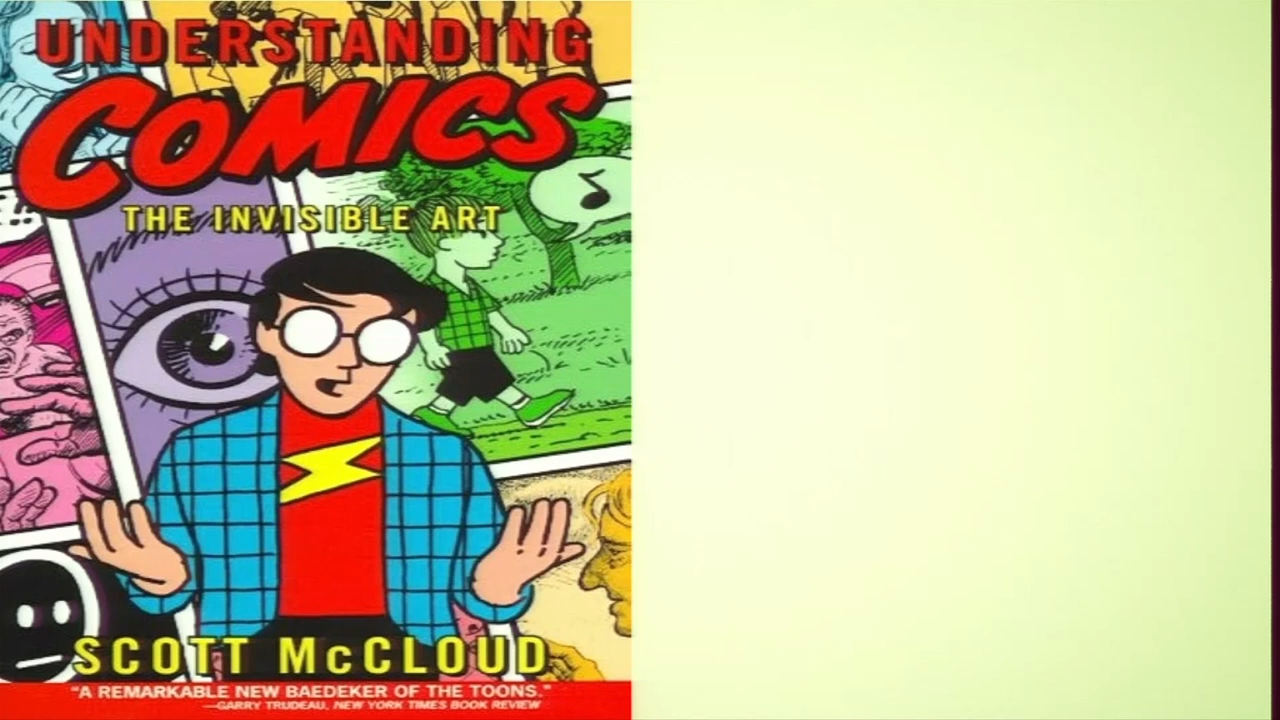 UNDERSTANDING
COMICS
THE INVISIBLE ART
SCOTT McCLOUD
"A REMARKABLE NEW BAEDEKER OF THE TOONS."
—GARRY TRUDEAU, NEW YORK TIMES BOOK REVIEW